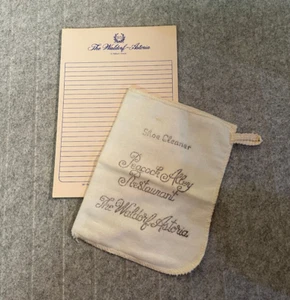 The Waldorf=Astoria
Shoe Cleaner
Peacock Alley
Restaurant
The Waldorf=Astoria